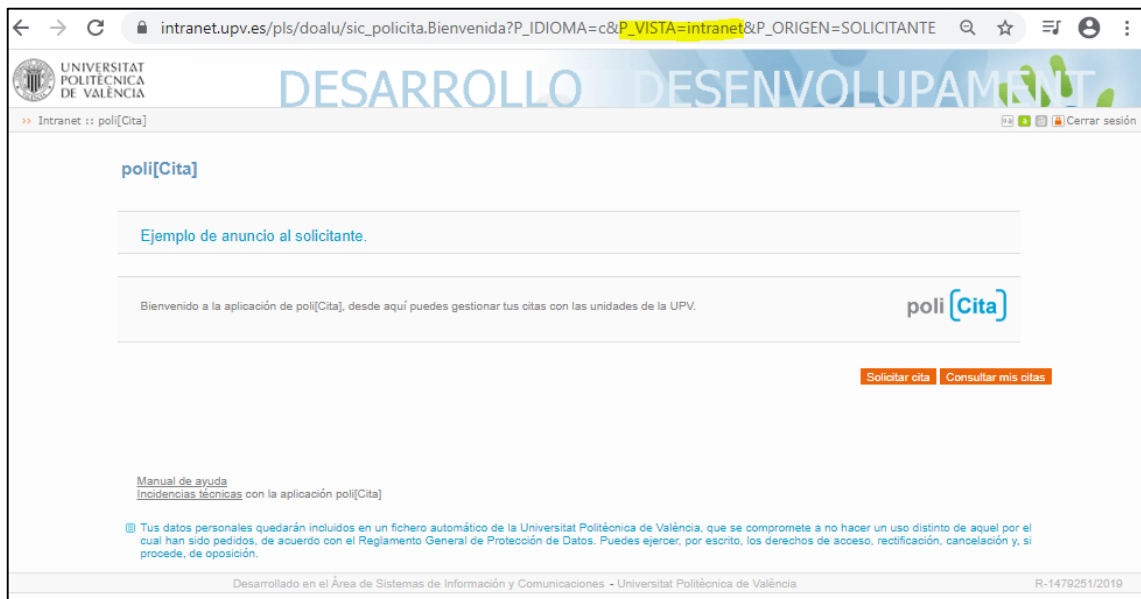 intranet.upv.es/pls/doalu/sic_policita.Bienvenida?P_IDIOMA=c&P_VISTA=intranet&P_ORIGEN=SOLICITANTE
UNIVERSITAT
POLITÈCNICA
DE VALÈNCIA
DESARROLLO DESENVOLUPAMENT
>> Intranet :: poli[Cita]
Cerrar sesión
poli[Cita]
Ejemplo de anuncio al solicitante.
Bienvenido a la aplicación de poli[Cita], desde aquí puedes gestionar tus citas con las unidades de la UPV.
poli [Cita]
Solicitar cita Consultar mis citas
Manual de ayuda
Incidencias técnicas con la aplicación poli[Cita]
Tus datos personales quedarán incluidos en un fichero automático de la Universitat Politècnica de València, que se compromete a no hacer un uso distinto de aquel por el
cual han sido pedidos, de acuerdo con el Reglamento General de Protección de Datos. Puedes ejercer, por escrito, los derechos de acceso, rectificación, cancelación y, si
procede, de oposición.
Desarrollado en el Área de Sistemas de Información y Comunicaciones - Universitat Politècnica de València
R-1479251/2019